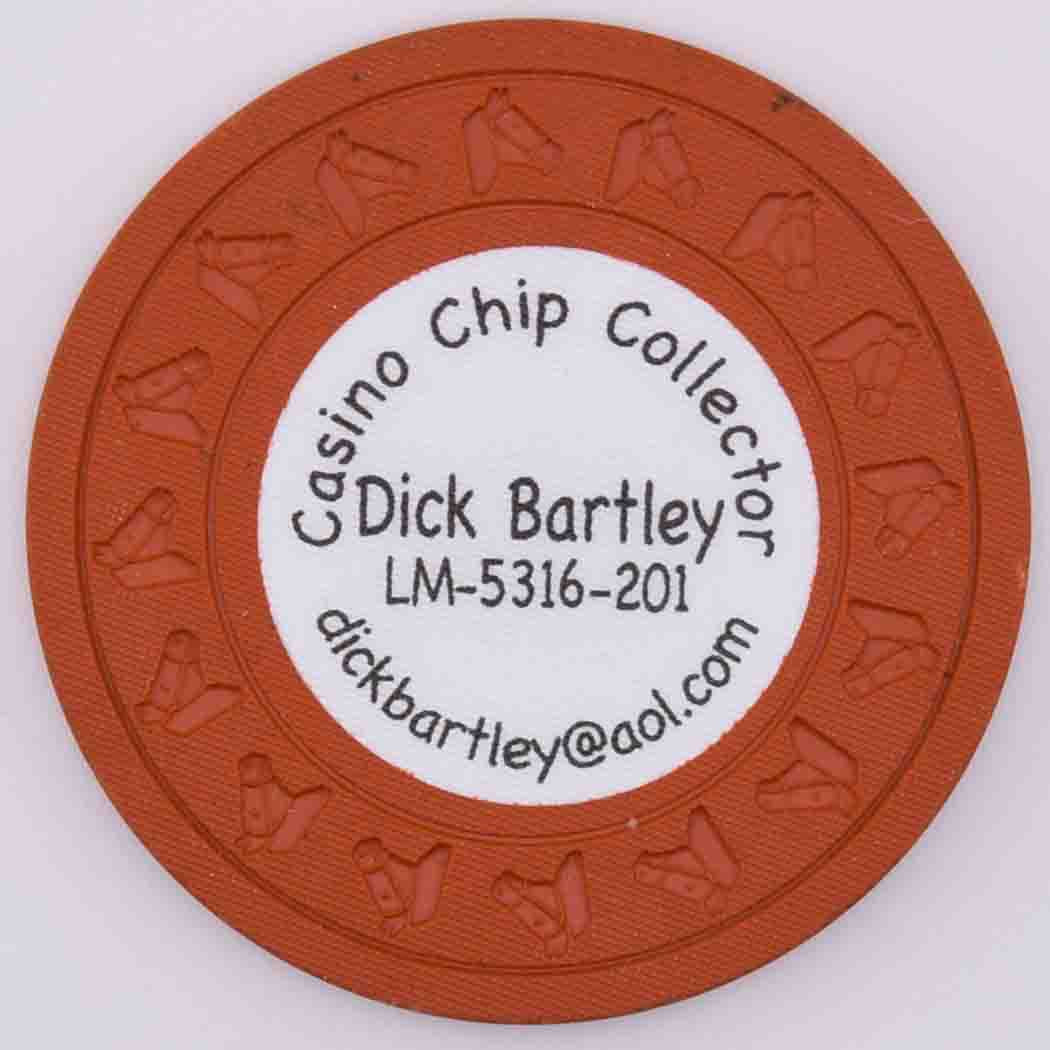 Casino Chip Collector
Dick Bartley
LM-5316-201
dickbartley@aol.com